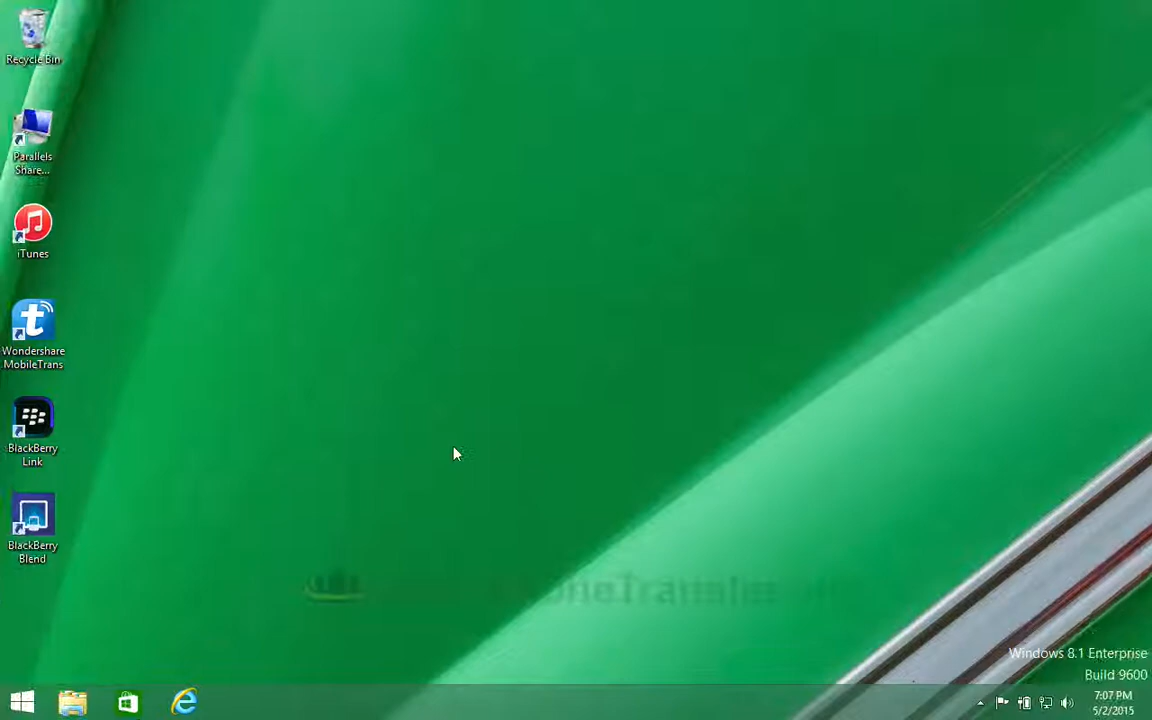 Recycle Bin
Parallels
Share...
iTunes
Wondershare
MobileTrans
BlackBerry
Link
BlackBerry
Blend
Windows 8.1 Enterprise
Build 9600
7:07 PM
5/2/2015